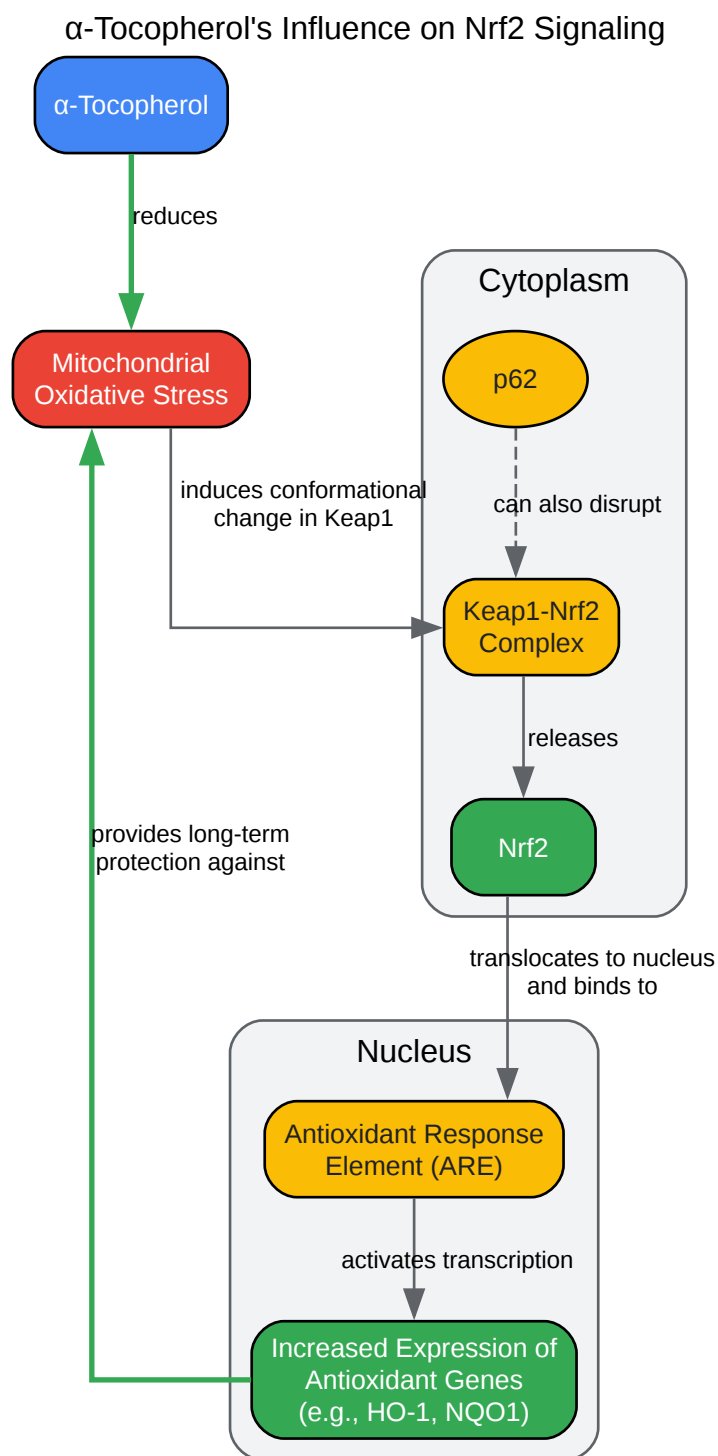 α-Tocopherol's Influence on Nrf2 Signaling
α-Tocopherol
reduces
Cytoplasm
Mitochondrial
Oxidative Stress
p62
induces conformational
change in Keap1
can also disrupt
Keap1-Nrf2
Complex
releases
Nrf2
provides long-term
protection against
translocates to nucleus
and binds to
Nucleus
Antioxidant Response
Element (ARE)
activates transcription
Increased Expression of
Antioxidant Genes
(e.g., HO-1, NQO1)